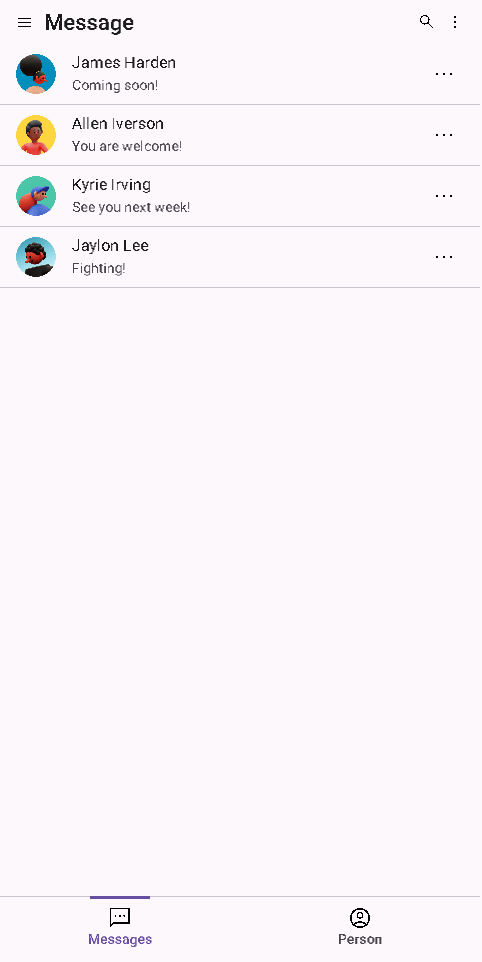 Message
James Harden
Coming soon!
Allen Iverson
You are welcome!
Kyrie Irving
See you next week!
Jaylon Lee
Fighting!
Messages
Person